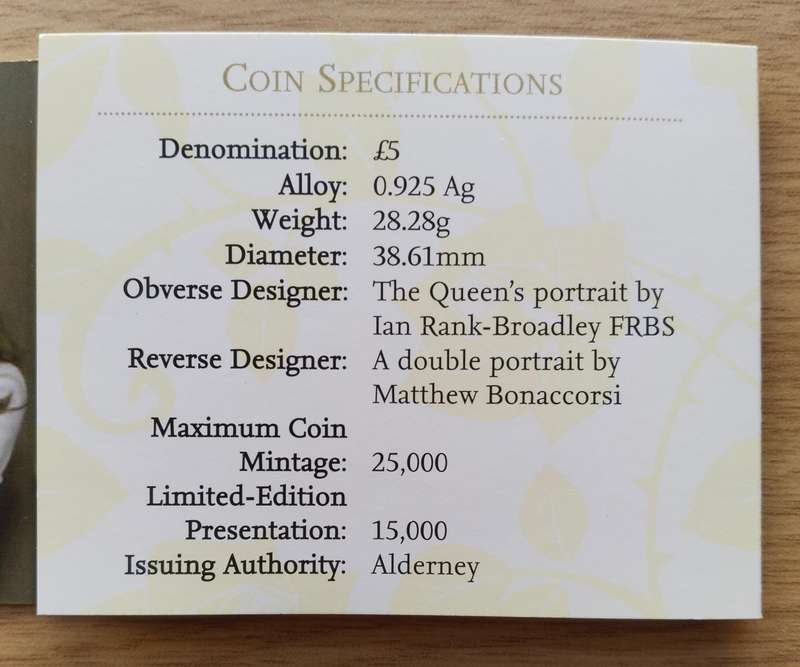 Coin Specifications
Denomination: £5
Alloy: 0.925 Ag
Weight: 28.28g
Diameter: 38.61mm
Obverse Designer: The Queen's portrait by
Ian Rank-Broadley FRBS
Reverse Designer: A double portrait by
Matthew Bonaccorsi
Maximum Coin
Mintage: 25,000
Limited-Edition
Presentation: 15,000
Issuing Authority: Alderney